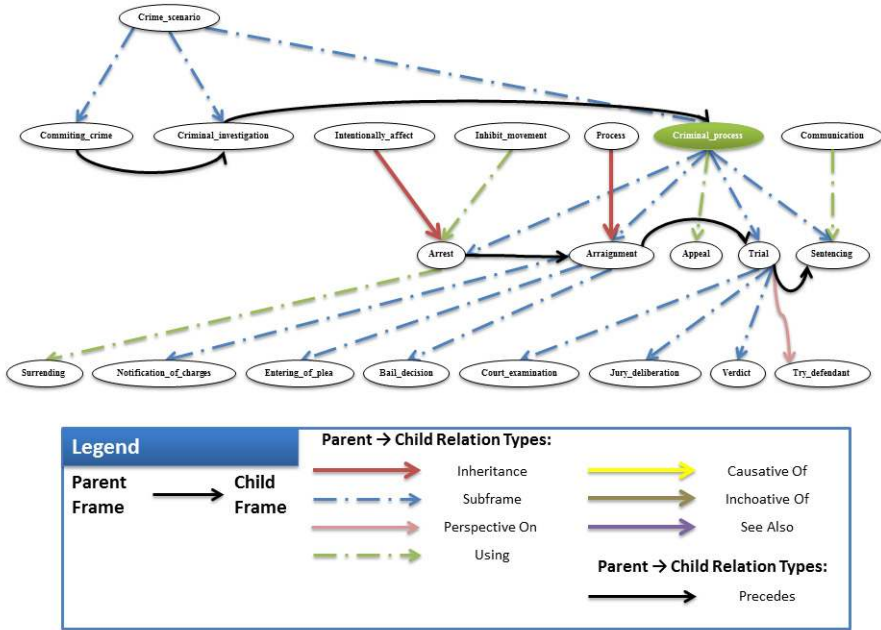 Crime_scenario
Commiting_crime
Criminal_investigation
Intentionally_affect
Inhibit_movement
Process
Criminal_process
Communication
Arrest
Arraignment
Appeal
Trial
Sentencing
Surrending
Notification_of_charges
Entering_of_plea
Bail_decision
Court_examination
Jury_deliberation
Verdict
Try_defendant
Legend
Parent
Frame
Child
Frame
Parent → Child Relation Types:
Inheritance
Subframe
Perspective On
Using
Causative Of
Inchoative Of
See Also
Parent → Child Relation Types:
Precedes